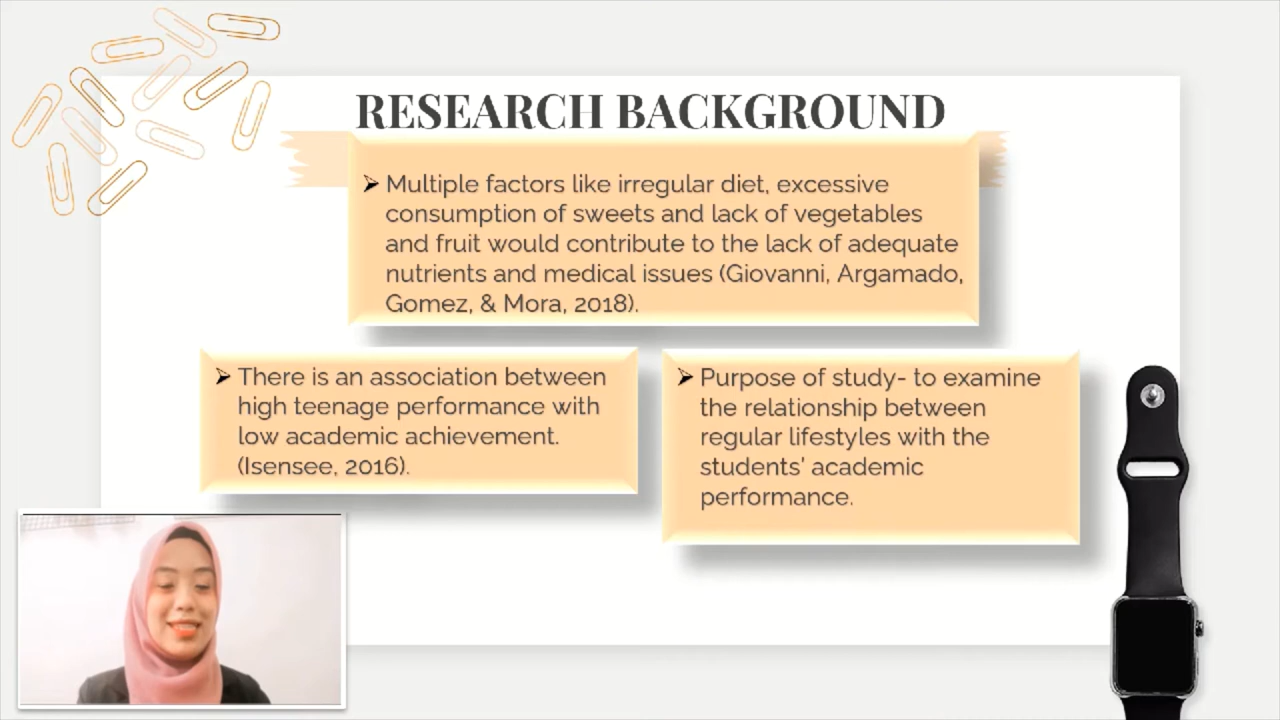 RESEARCH BACKGROUND
Multiple factors like irregular diet, excessive
consumption of sweets and lack of vegetables
and fruit would contribute to the lack of adequate
nutrients and medical issues (Giovanni, Argamado,
Gomez, & Mora, 2018).
There is an association between
high teenage performance with
low academic achievement.
(Isensee, 2016).
Purpose of study- to examine
the relationship between
regular lifestyles with the
students' academic
performance.